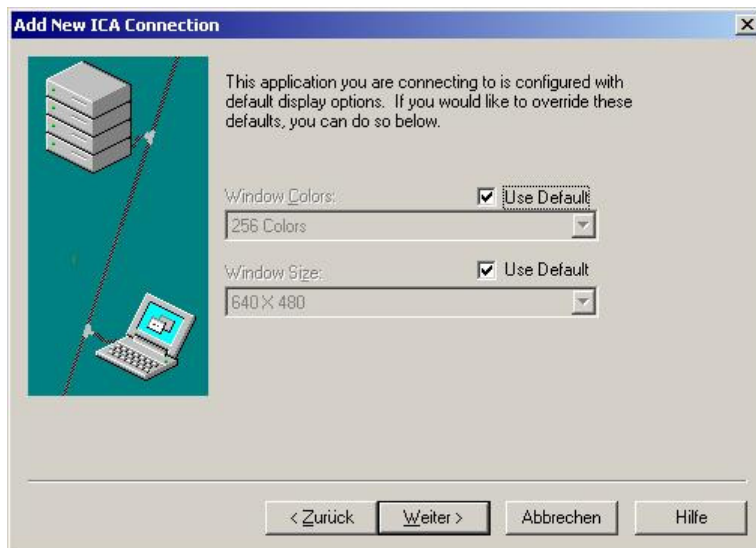 Add New ICA Connection
This application you are connecting to is configured with
default display options. If you would like to override these
defaults, you can do so below.
Window Colors:
Use Default
256 Colors
Window Size:
Use Default
640 X 480
< Zurück
Weiter >
Abbrechen
Hilfe